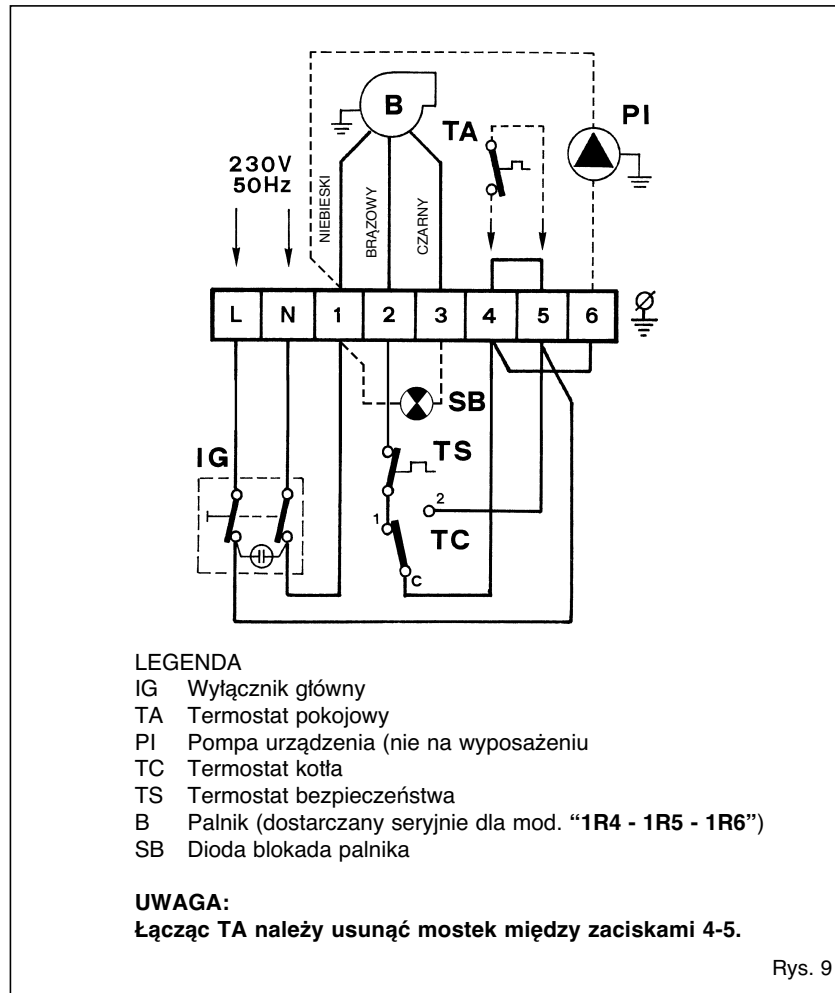 B
TA
PI
230V
50Hz
NIEBIESKI
BRĄZOWY
CZARNY
L N 1 2 3 4 5 6
SB
IG
TS
2
1
TC
C
LEGENDA
IG Wyłącznik główny
TA Termostat pokojowy
PI Pompa urządzenia (nie na wyposażeniu
TC Termostat kotła
TS Termostat bezpieczeństwa
B Palnik (dostarczany seryjnie dla mod. “1R4 - 1R5 - 1R6”)
SB Dioda blokada palnika
UWAGA:
Łącząc TA należy usunąć mostek między zaciskami 4-5.
Rys. 9